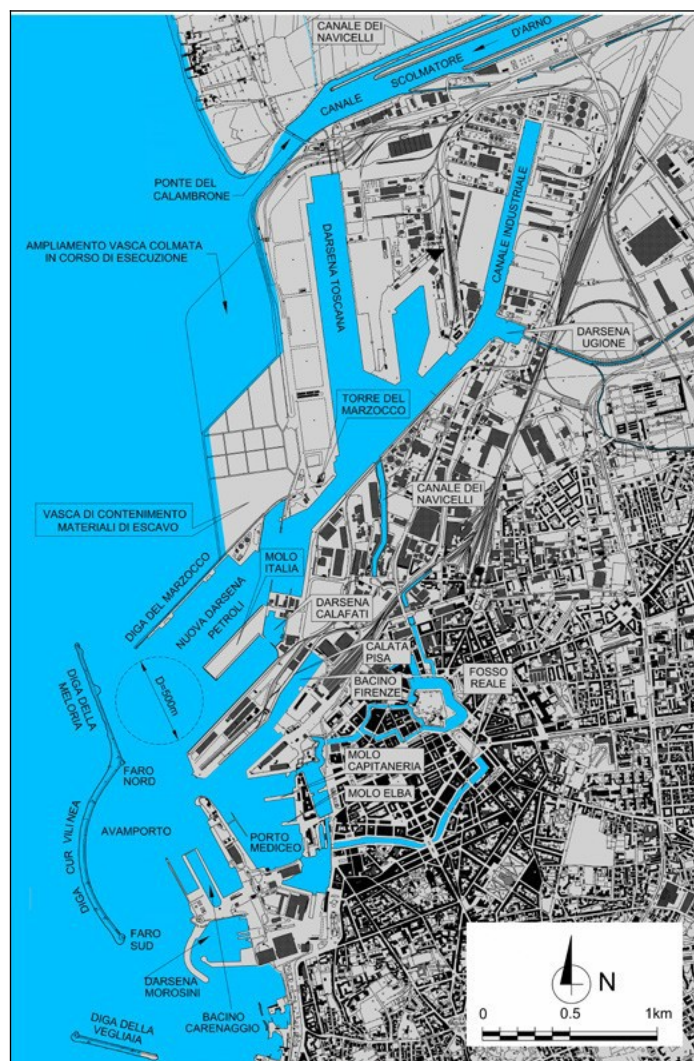 CANALE DEI
NAVICELLI
D'ARNO
SCOLMATORE
CANALE
PONTE DEL
CALAMBRONE
AMPLIAMENTO VASCA COLMATA
IN CORSO DI ESECUZIONE
DARSENA TOSCANA
CANALE INDUSTRIALE
DARSENA
UGIONE
TORRE DEL
MARZOCCO
CANALE DEI
NAVICELLI
VASCA DI CONTENIMENTO
MATERIALI DI ESCAVO
DIGA DEL MARZOCCO
NUOVA DARSENA
PETROLI
MOLO
ITALIA
DARSENA
CALAFATI
CALATA
PISA
BACINO
FIRENZE
FOSSO
REALE
DIGA DELLA
MELORIA
D=500m
MOLO
CAPITANERIA
MOLO ELBA
FARO
NORD
AVAMPORTO
PORTO
MEDICEO
DIGA CURVILINEA
FARO
SUD
DARSENA
MOROSINI
BACINO
CARENAGGIO
DIGA DELLA
VEGLIAIA
N
0 0.5 1km